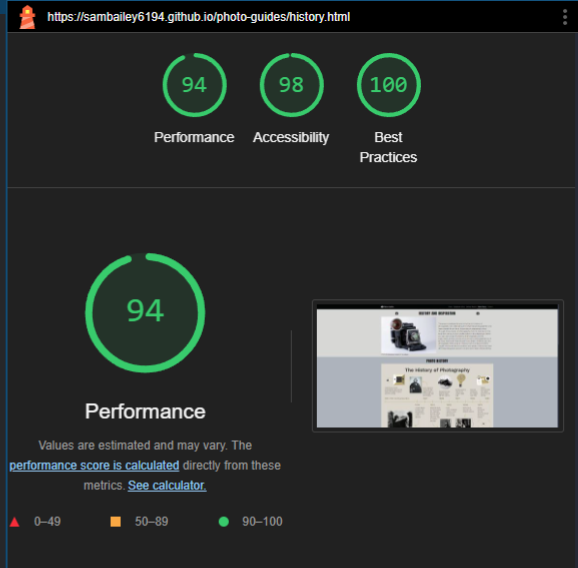 https://sambailey6194.github.io/photo-guides/history.html
94
98
100
Performance
Accessibility
Best
Practices
94
Performance
Values are estimated and may vary. The
performance score is calculated directly from these
metrics. See calculator.
0–49
50–89
90–100
HISTORY AND INSPIRATION
PHOTO HISTORY
The History of Photography